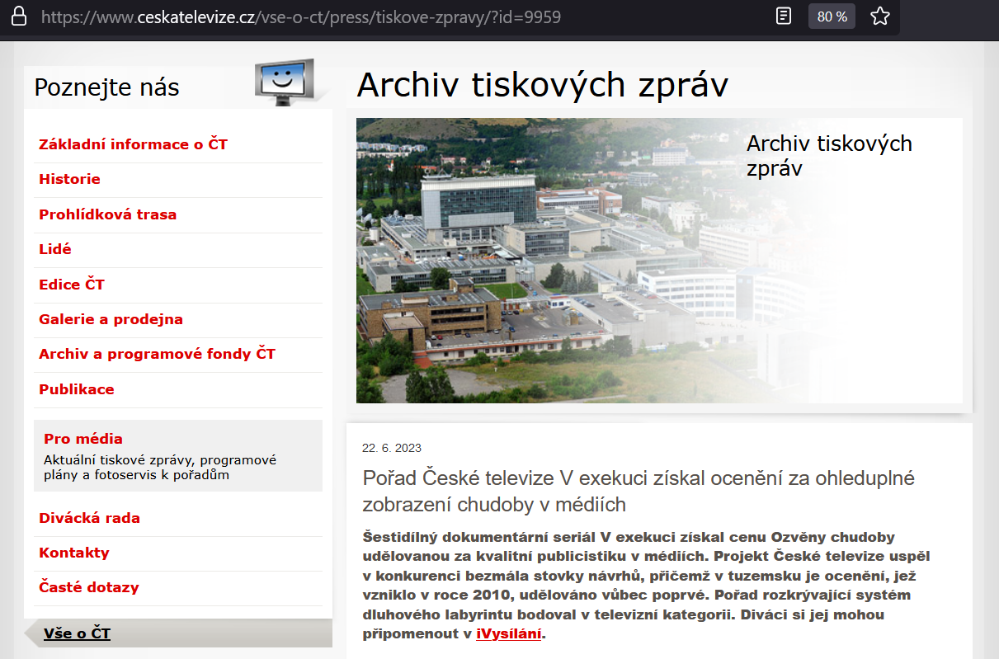 https://www.ceskatelevize.cz/vse-o-ct/press/tiskove-zpravy/?id=9959
80 %
Poznejte nás
Základní informace o ČT
Historie
Prohlídková trasa
Lidé
Edice ČT
Galerie a prodejna
Archiv a programové fondy ČT
Publikace
Pro média
Aktuální tiskové zprávy, programové
plány a fotoservis k pořadům
Divácká rada
Kontakty
Časté dotazy
Vše o ČT
Archiv tiskových zpráv
Archiv tiskových
zpráv
22. 6. 2023
Pořad České televize V exekuci získal ocenění za ohleduplné
zobrazení chudoby v médiích
Šestidílný dokumentární seriál V exekuci získal cenu Ozvěny chudoby
udělovanou za kvalitní publicistiku v médiích. Projekt České televize uspěl
v konkurenci bezmála stovky návrhů, přičemž v tuzemsku je ocenění, jež
vzniklo v roce 2010, udělováno vůbec poprvé. Pořad rozkrývající systém
dluhového labyrintu bodoval v televizní kategorii. Diváci si jej mohou
připomenout v iVysílání.